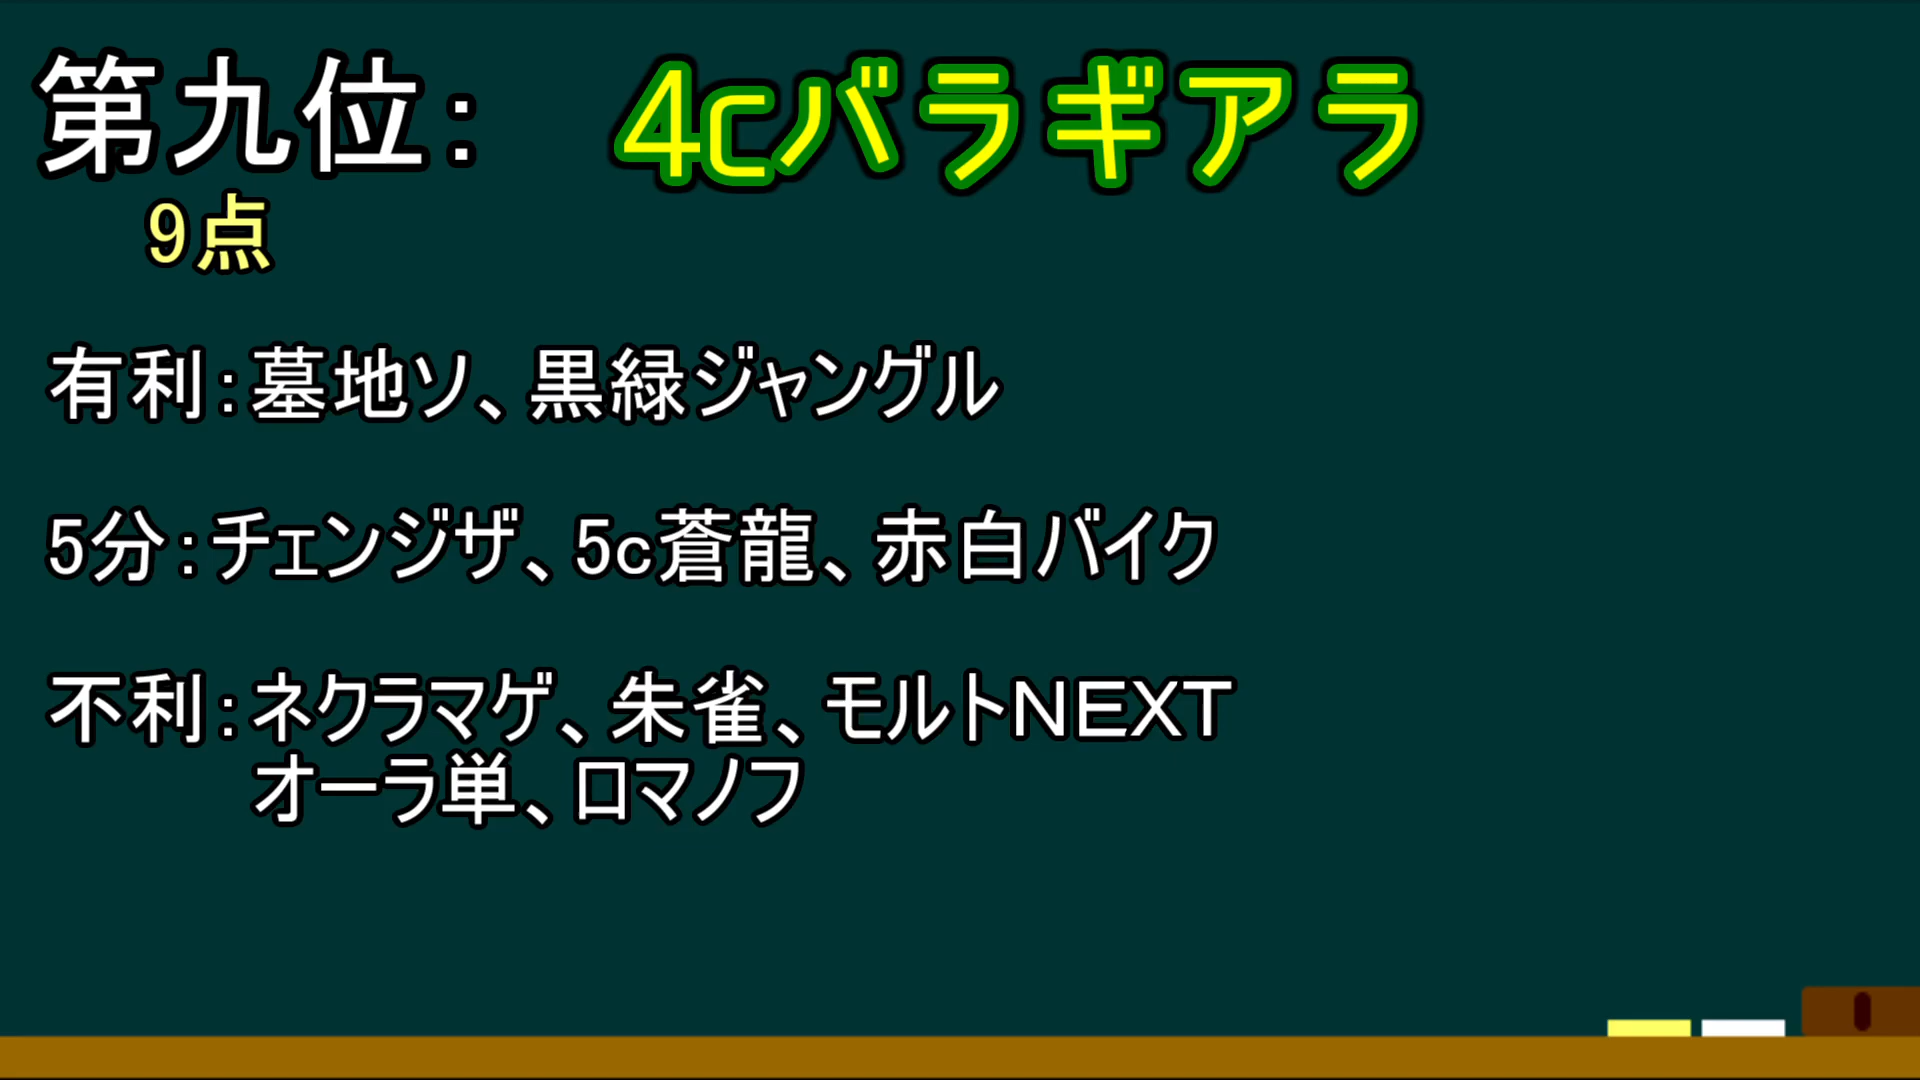 第九位: 4cバラギアラ
9点
有利:墓地ソ、黒緑ジャングル
5分:チェンジザ、5c蒼龍、赤白バイク
不利:ネクラマゲ、朱雀、モルトNEXT
オーラ単、ロマノフ